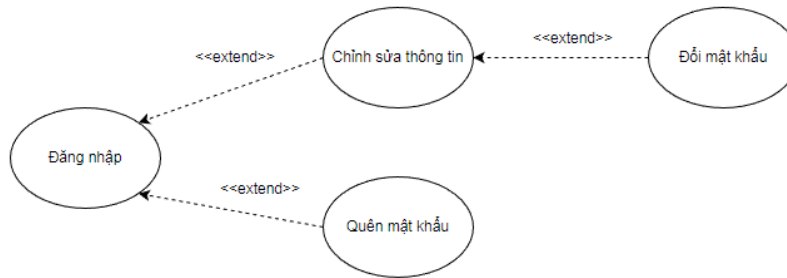 <<extend>>
<<extend>>
Chỉnh sửa thông tin
Đổi mật khẩu
Đăng nhập
<<extend>>
Quên mật khẩu